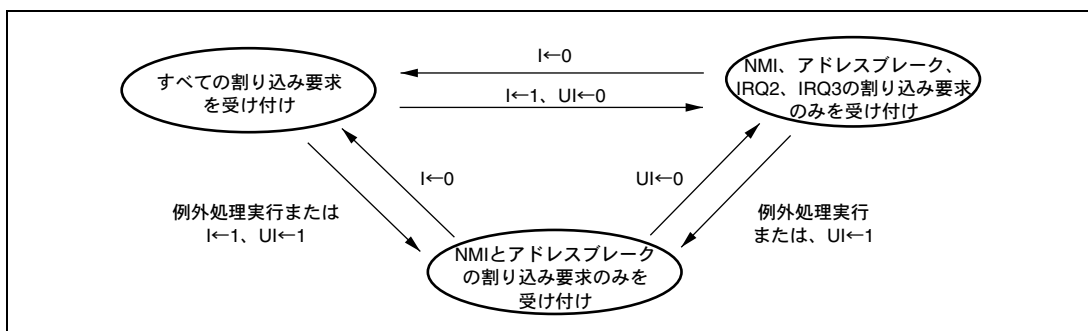 すべての割り込み要求
を受け付け
I←0
I←1、UI←0
NMI、アドレスブレーク、
IRQ2、IRQ3の割り込み要求
のみを受け付け
I←0
UI←0
例外処理実行または
I←1、UI←1
例外処理実行
または、UI←1
NMIとアドレスブレーク
の割り込み要求のみを
受け付け